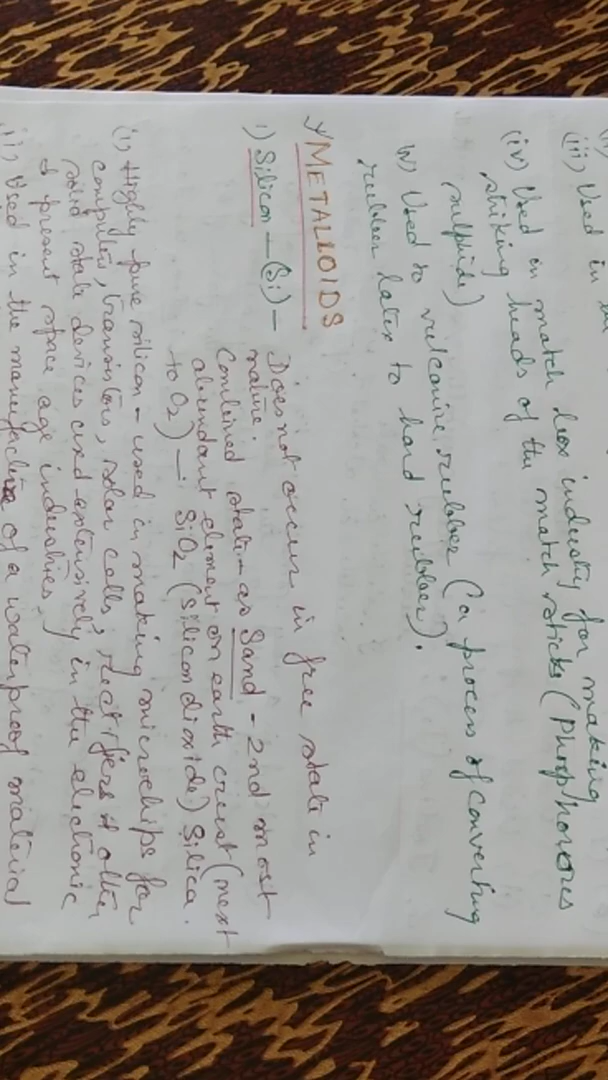 (iii) Used in
(iv) Used in match box industry for making
striking heads of the match sticks (Phosphorous
sulphide)
v) Used to vulcanize rubber (a process of converting
rubber latex to hard rubber).
METALLOIDS
1) Silicon – (Si) – Does not occur in free state in
nature.
Combined state – as Sand – 2nd most
abundant element on earth crust (next
to O2) – SiO2 (Silicon dioxide) Silica.
(i) Highly pure silicon – used in making microchips for
computers, transistors, solar cells, rectifiers & other
solid state devices used extensively in the electronic
& present space age industries.
ii) Used in the manufacture of a waterproof material